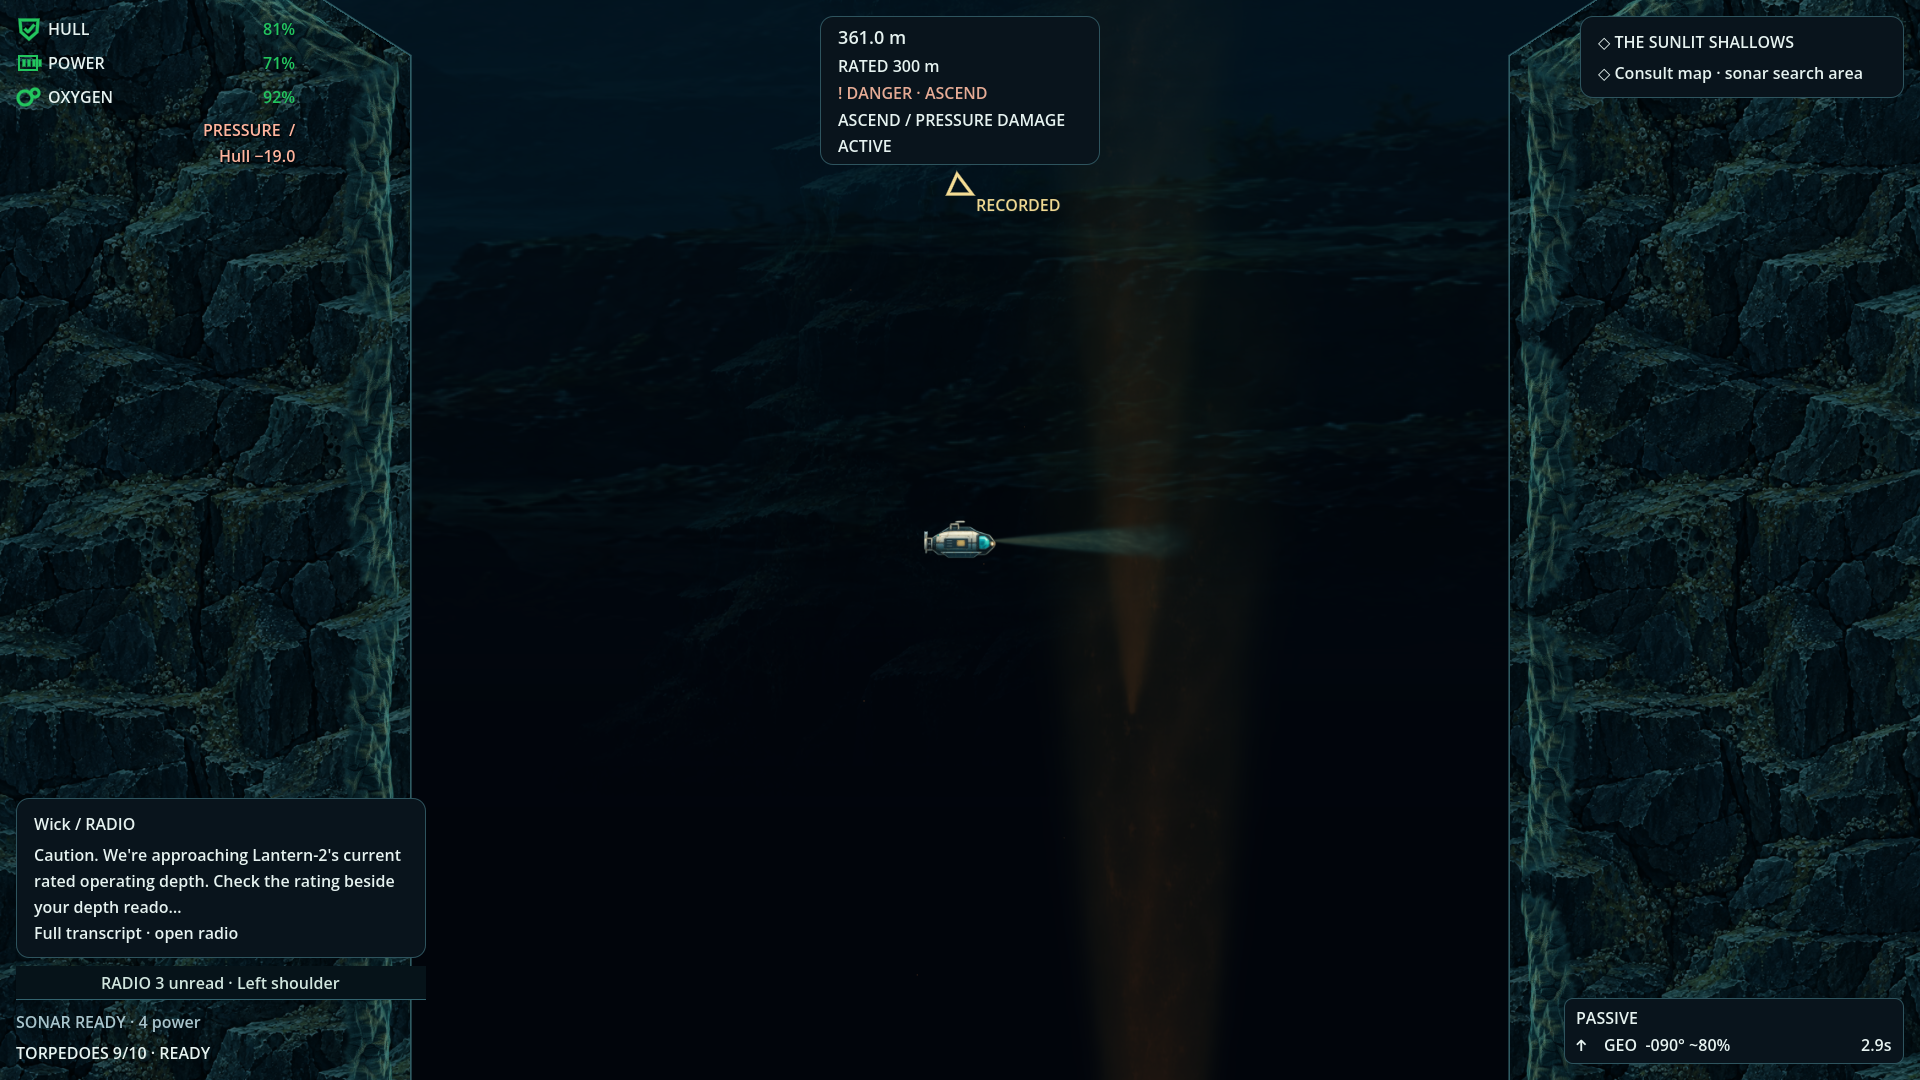 HULL 81%
POWER 71%
OXYGEN 92%
PRESSURE /
Hull −19.0
361.0 m
RATED 300 m
! DANGER · ASCEND
ASCEND / PRESSURE DAMAGE
ACTIVE
RECORDED
◇ THE SUNLIT SHALLOWS
◇ Consult map · sonar search area
Wick / RADIO
Caution. We're approaching Lantern-2's current
rated operating depth. Check the rating beside
your depth reado...
Full transcript · open radio
RADIO 3 unread · Left shoulder
SONAR READY · 4 power
TORPEDOES 9/10 · READY
PASSIVE
↑ GEO -090° ~80% 2.9s